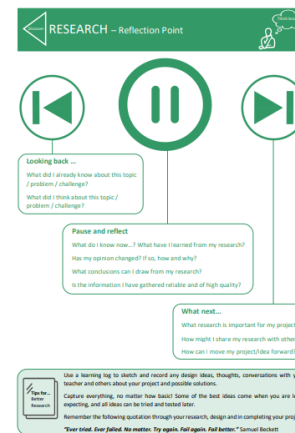 RESEARCH – Reflection Point
Looking back …
What did I already know about this topic
/ problem / challenge?
What did I think about this topic /
problem / challenge?
Pause and reflect
What do I know now…? What have I learned from my research?
Has my opinion changed? If so, how and why?
What conclusions can I draw from my research?
Is the information I have gathered reliable and of high quality?
What next…
What research is important for my project
How might I share my research with other
How can I move my project/idea forward?
Tips for…
Better
Research
Use a learning log to sketch and record any design ideas, thoughts, conversations with
teacher and others about your project and possible solutions.
Capture everything, no matter how basic! Some of the best ideas come when you are
expecting, and all ideas can be tried and tested later.
Remember the following quotation through your research, design and in completing your
"Ever tried. Ever failed. No matter. Try again. Fail again. Fail better." Samuel Beckett